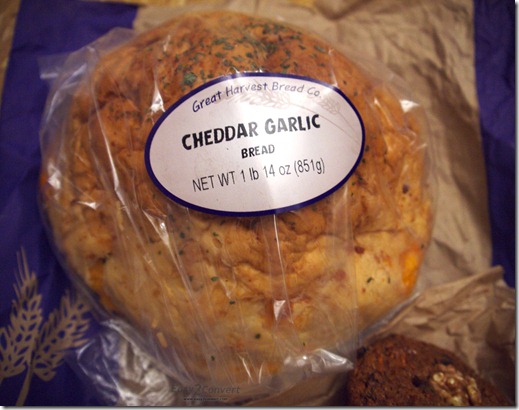 Great Harvest Bread Co.
CHEDDAR GARLIC
BREAD
NET WT 1 lb 14 oz (851g)